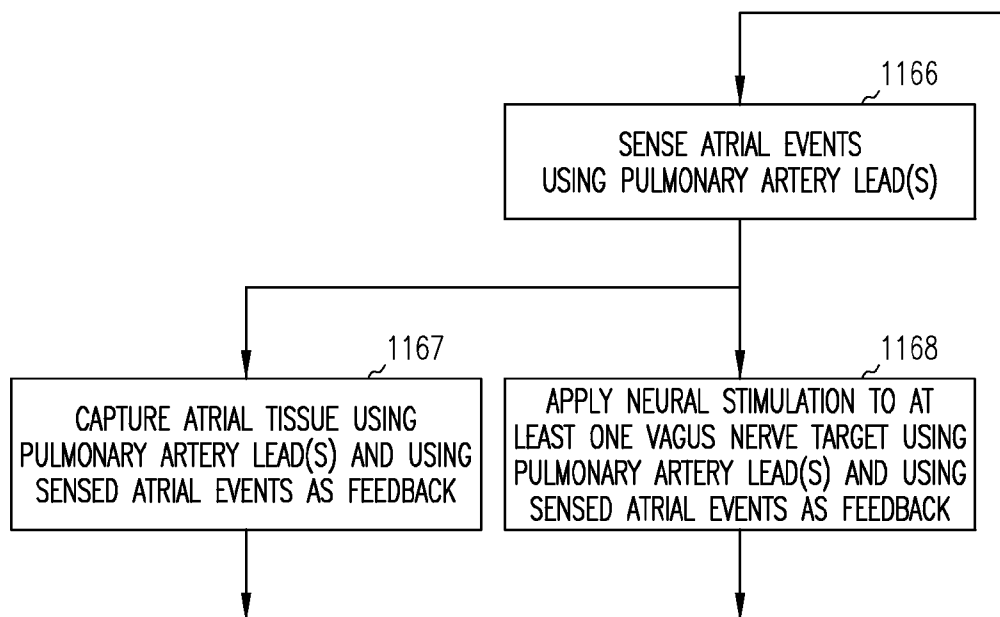 1166
SENSE ATRIAL EVENTS
USING PULMONARY ARTERY LEAD(S)
1167
CAPTURE ATRIAL TISSUE USING
PULMONARY ARTERY LEAD(S) AND USING
SENSED ATRIAL EVENTS AS FEEDBACK
1168
APPLY NEURAL STIMULATION TO AT
LEAST ONE VAGUS NERVE TARGET USING
PULMONARY ARTERY LEAD(S) AND USING
SENSED ATRIAL EVENTS AS FEEDBACK